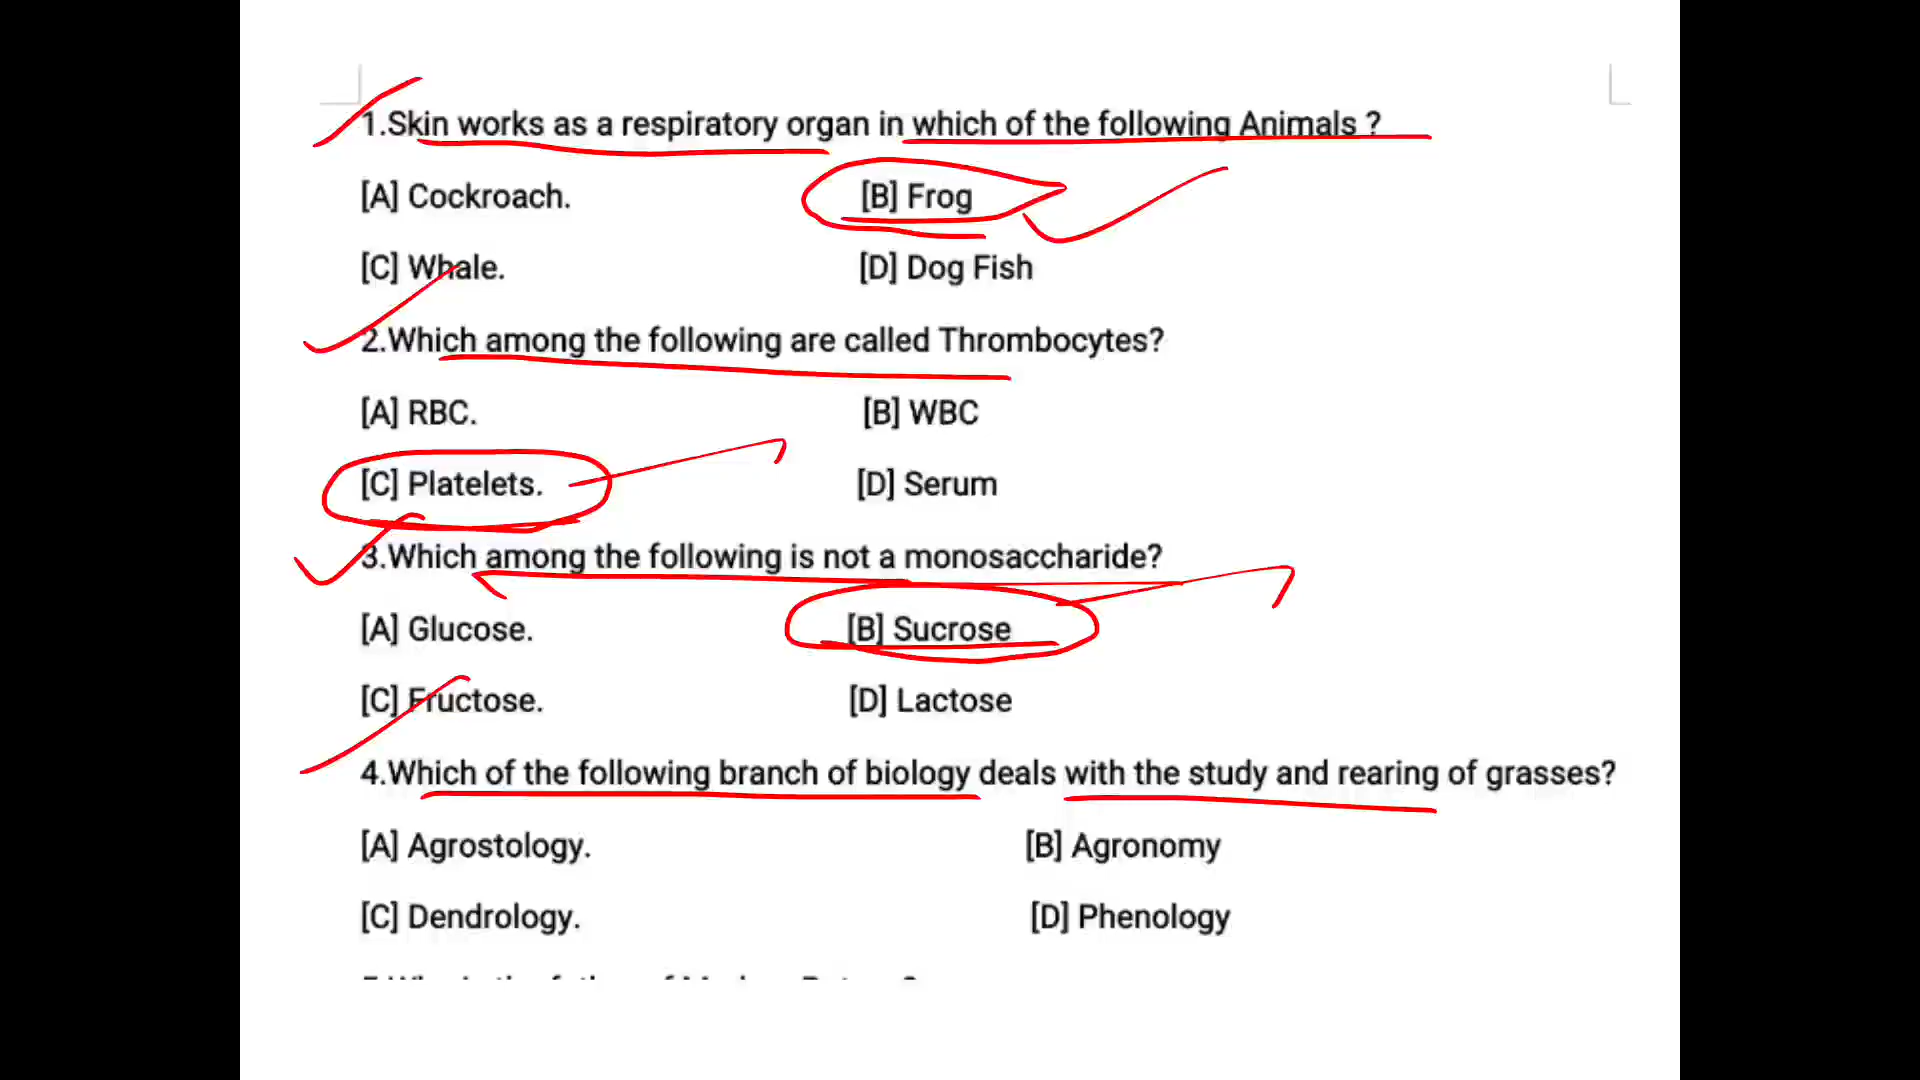 1.Skin works as a respiratory organ in which of the following Animals ?
[A] Cockroach. [B] Frog
[C] Whale. [D] Dog Fish
2.Which among the following are called Thrombocytes?
[A] RBC. [B] WBC
[C] Platelets. [D] Serum
3.Which among the following is not a monosaccharide?
[A] Glucose. [B] Sucrose
[C] Fructose. [D] Lactose
4.Which of the following branch of biology deals with the study and rearing of grasses?
[A] Agrostology. [B] Agronomy
[C] Dendrology. [D] Phenology